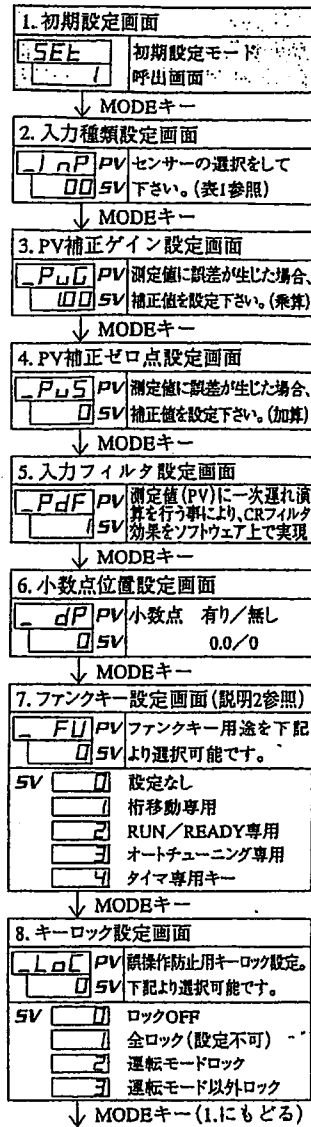 1. 初期設定画面
SEt 初期設定モード
1 呼出画面
↓ MODEキー
2. 入力種類設定画面
_InP PV センサーの選択をして
00 SV 下さい。(表1参照)
↓ MODEキー
3. PV補正ゲイン設定画面
_PuG PV 測定値に誤差が生じた場合、
1.00 SV 補正値を設定下さい。(乗算)
↓ MODEキー
4. PV補正ゼロ点設定画面
_PuS PV 測定値に誤差が生じた場合、
0 SV 補正値を設定下さい。(加算)
↓ MODEキー
5. 入力フィルタ設定画面
_PdF PV 測定値(PV)に一次遅れ演
1 SV 算を行う事により、CRフィルタ
効果をソフトウェア上で実現
↓ MODEキー
6. 小数点位置設定画面
_ dP PV 小数点 有り/無し
0 SV 0.0/0
↓ MODEキー
7. ファンクキー設定画面(説明2参照)
_ FU PV ファンクキー用途を下記
0 SV より選択可能です。
SV 0 設定なし
1 桁移動専用
2 RUN/READY専用
3 オートチューニング専用
4 タイマ専用キー
↓ MODEキー
8. キーロック設定画面
_LoC PV 誤操作防止用キーロック設定。
0 SV 下記より選択可能です。
SV 0 ロックOFF
1 全ロック(設定不可)
2 運転モードロック
3 運転モード以外ロック
↓ MODEキー(1.にもどる)